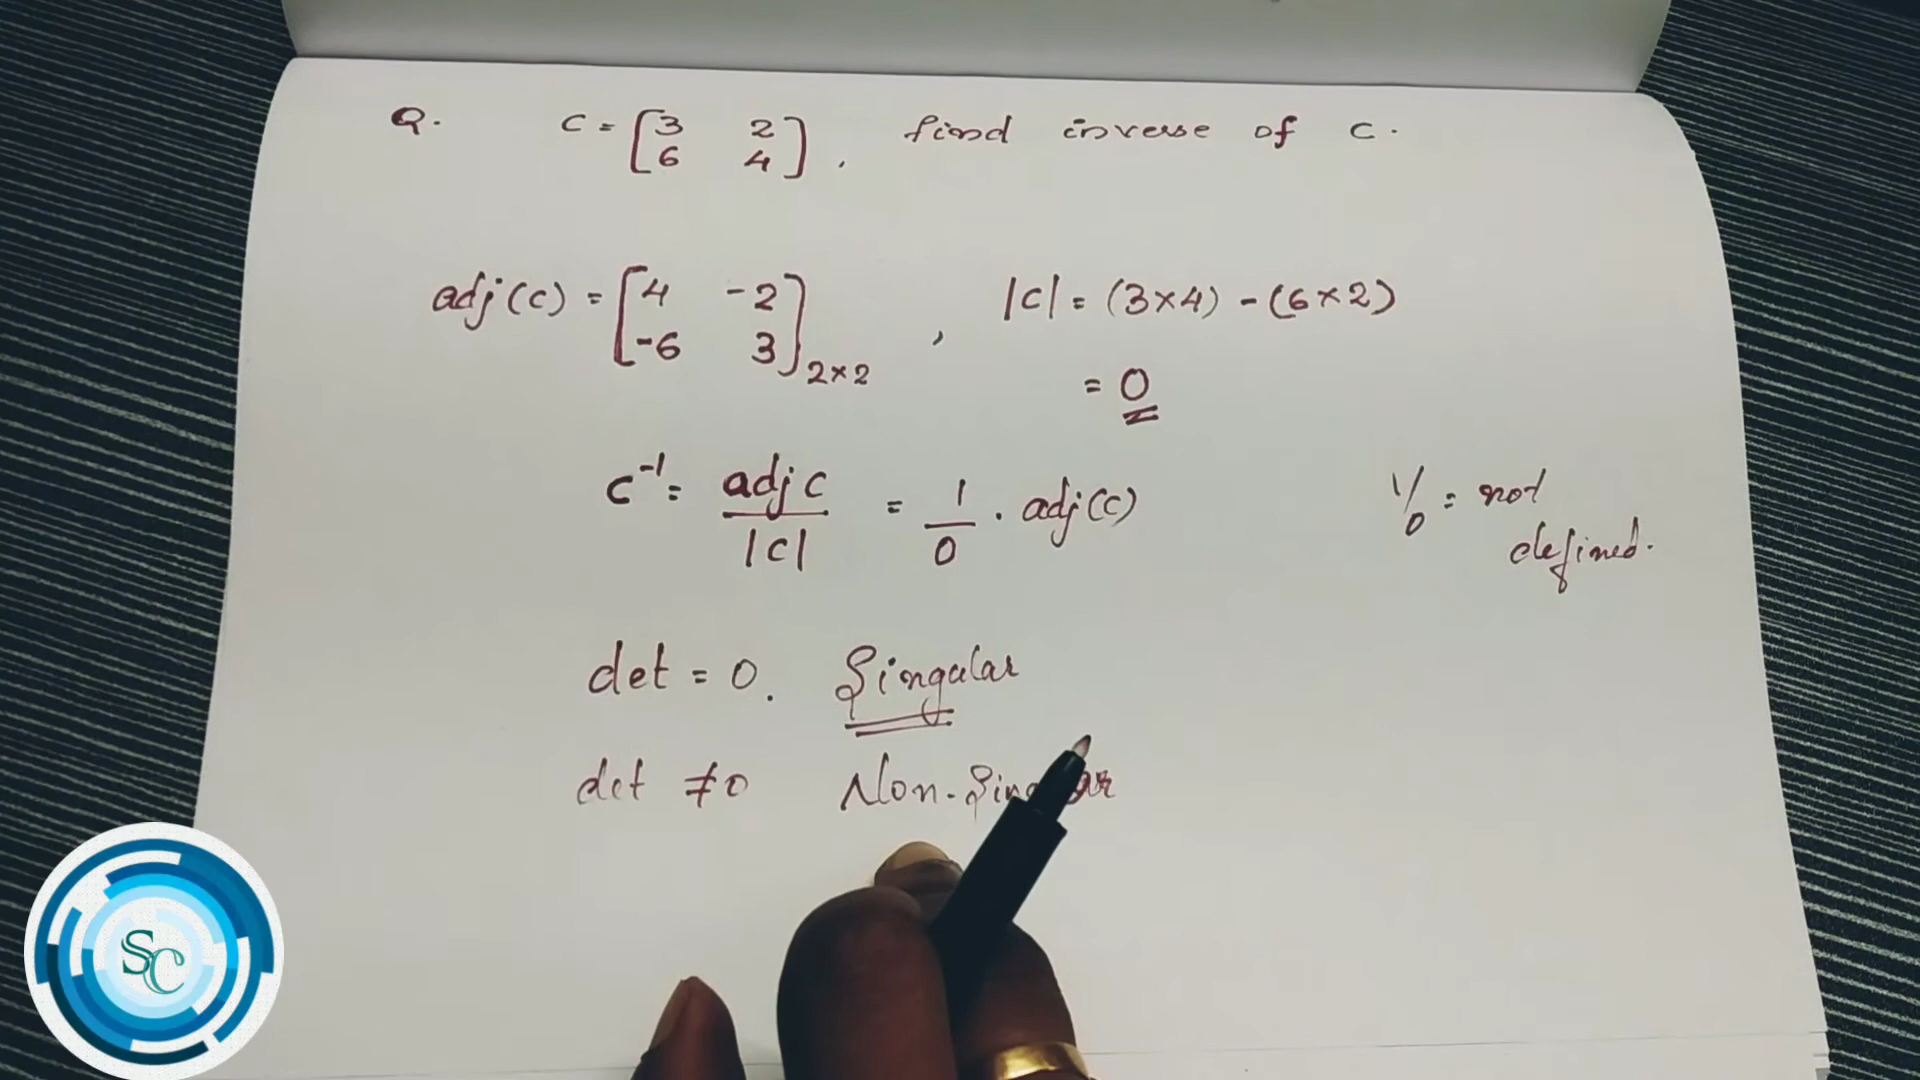 Q. C = [3 2
6 4], find inverse of C.
adj(C) = [4 -2
-6 3]2×2 , |C| = (3×4) - (6×2)
= 0
C⁻¹ = adj C / |C| = 1/0 . adj(C)
1/0 = not defined.
det = 0. Singular
det ≠ 0 Non-
SC